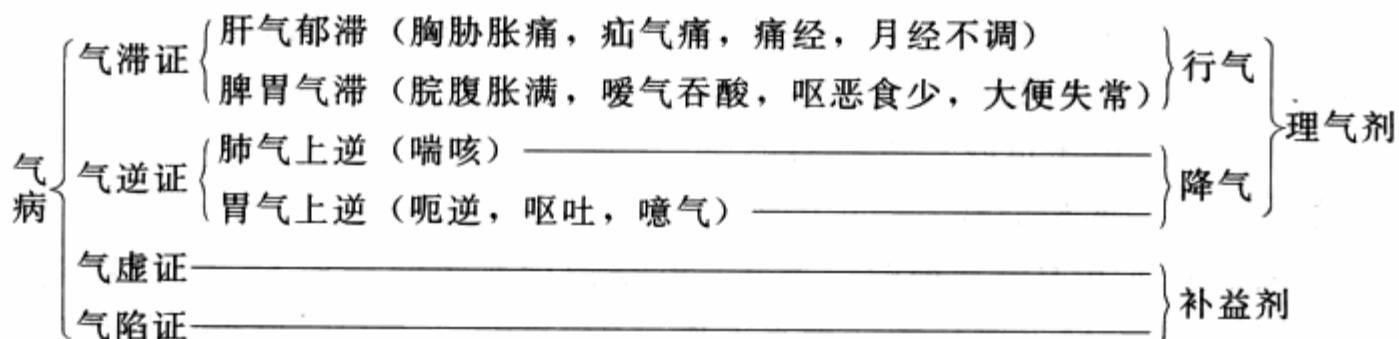 气病
气滞证
肝气郁滞（胸胁胀痛，疝气痛，痛经，月经不调）
脾胃气滞（脘腹胀满，嗳气吞酸，呕恶食少，大便失常）
行气
气逆证
肺气上逆（喘咳）
胃气上逆（呃逆，呕吐，噫气）
降气
理气剂
气虚证
气陷证
补益剂